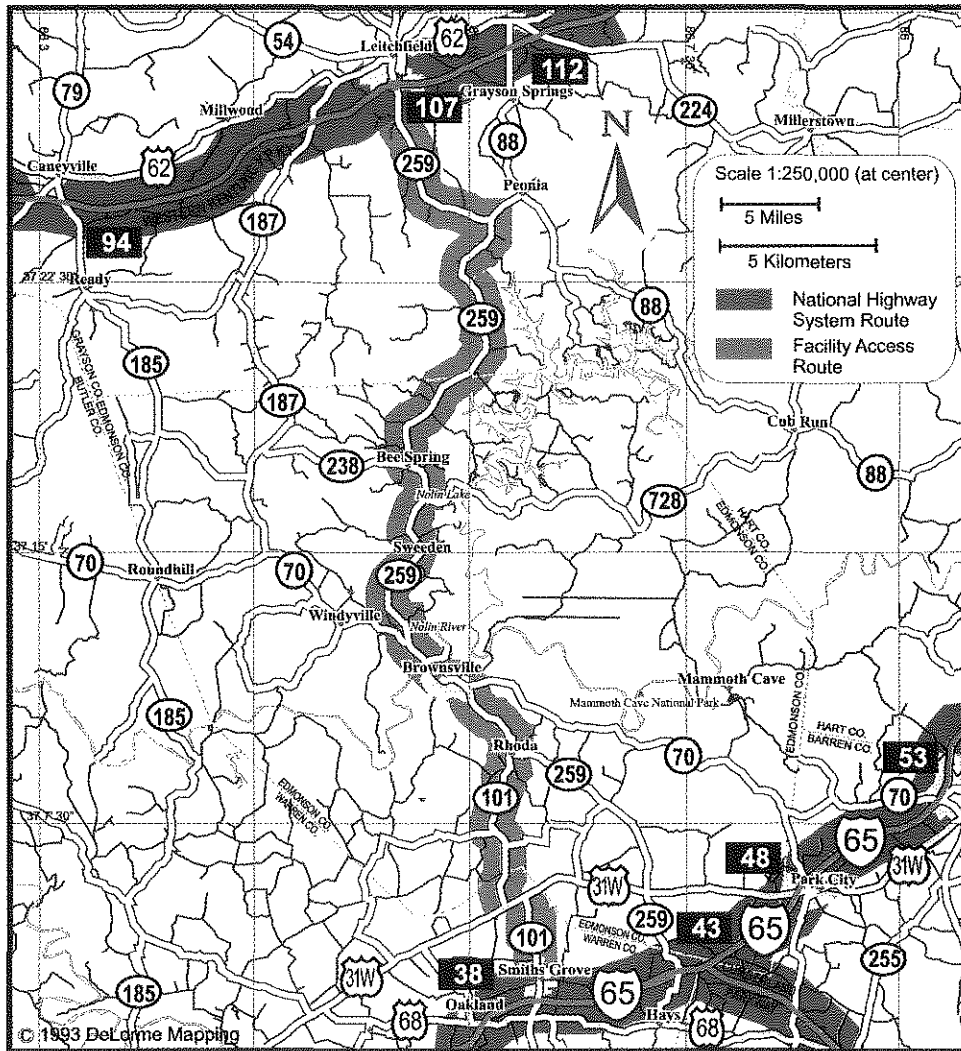 54
Leitchfield
62
79
112
107
Grayson Springs
Millwood
224
Millerstown
Caneyville
62
88
N
259
Peonia
Scale 1:250,000 (at center)
5 Miles
5 Kilometers
National Highway
System Route
Facility Access
Route
187
94
Ready
88
259
185
GRAYSON CO.
EDMONSON CO.
BUTLER CO.
187
Cub Run
Bee Spring
238
88
Nolin Lake
728
HART CO.
EDMONSON CO.
37 15'
Sweeden
70
Roundhill
70
259
Windyville
Nolin River
Brownsville
Mammoth Cave
Mammoth Cave National Park
EDMONSON CO.
185
HART CO.
BARREN CO.
Rhoda
70
53
259
70
101
EDMONSON CO.
WARREN CO.
37 7' 30"
65
48
31W
Park City
31W
259
43
65
101
EDMONSON CO.
WARREN CO.
255
31W
38
Smiths Grove
185
Oakland
65
68
Hays
68
© 1993 DeLorme Mapping